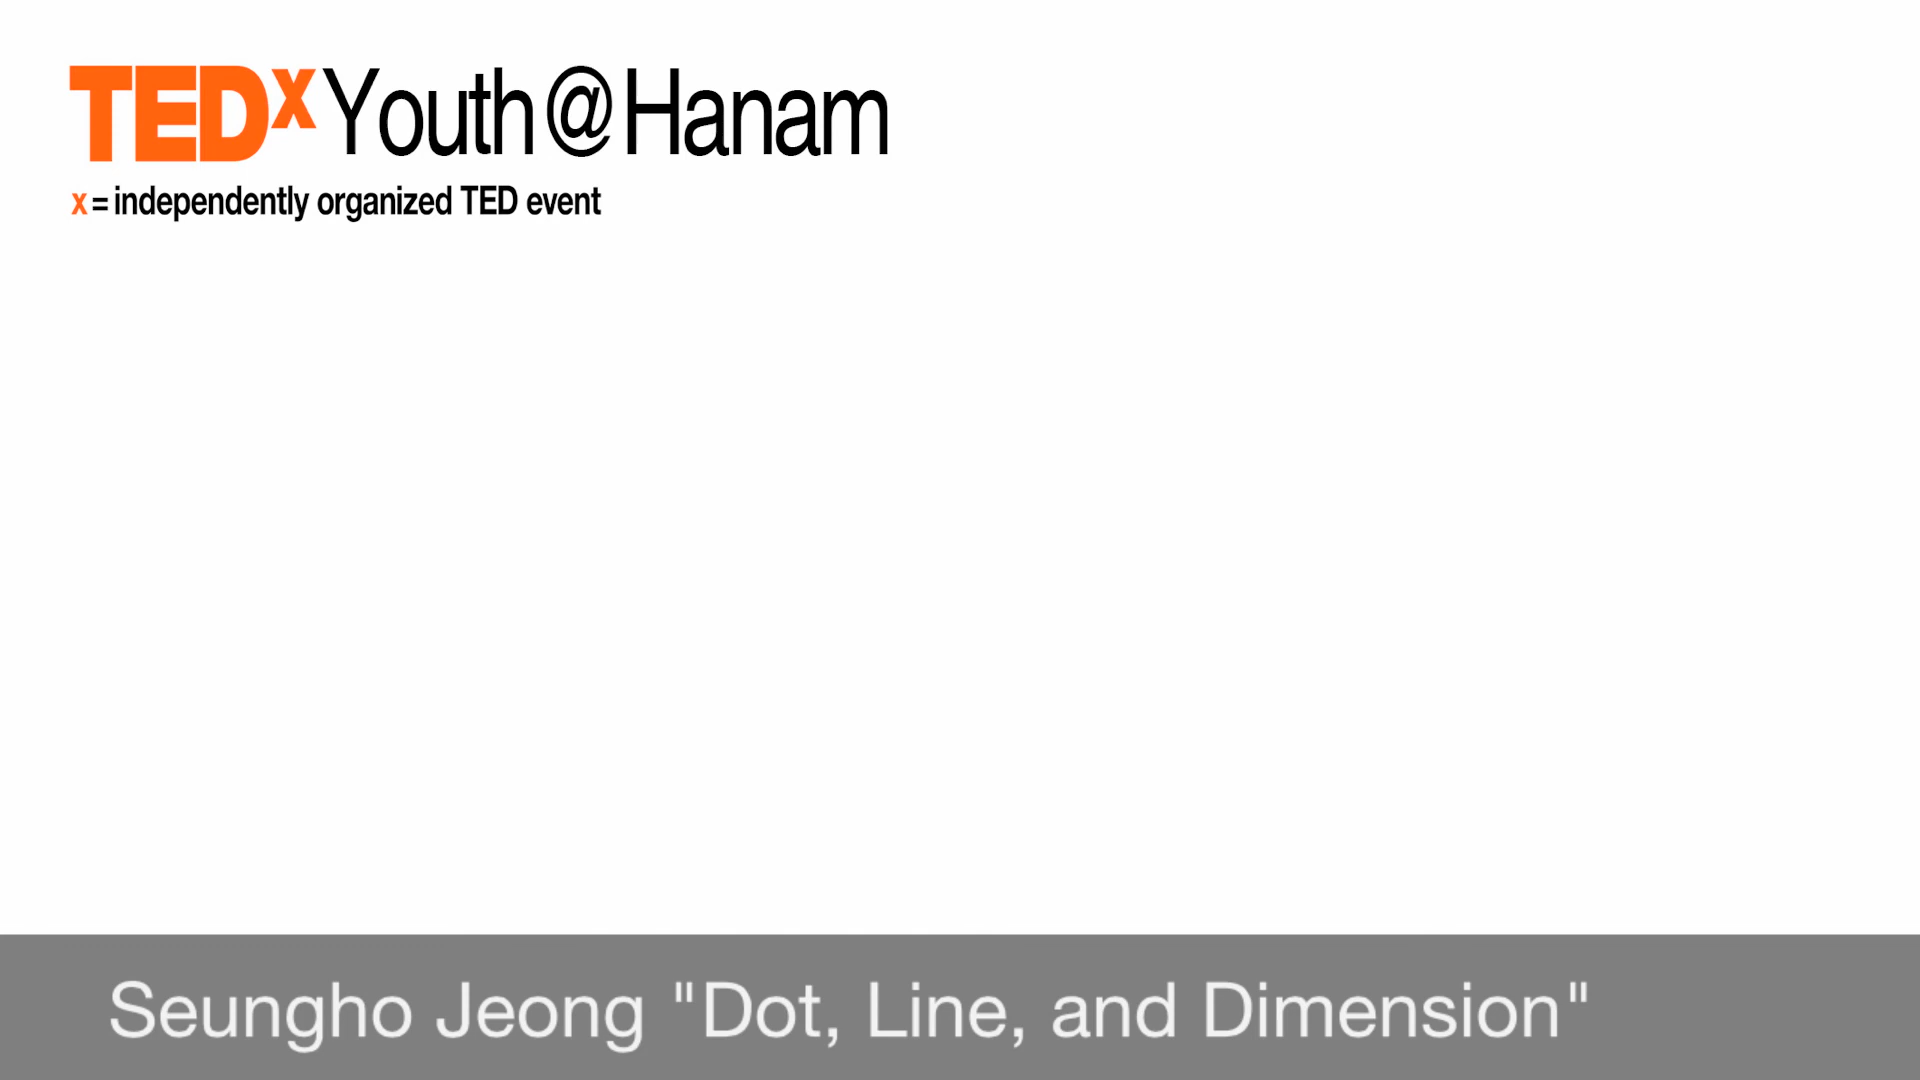 TEDxYouth@Hanam
x = independently organized TED event
Seungho Jeong "Dot, Line, and Dimension"